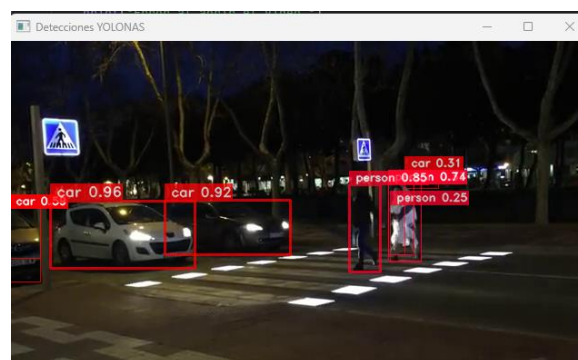 Detecciones YOLONAS
car 0.31
person 0.85
0.74
car 0.96
car 0.92
person 0.25